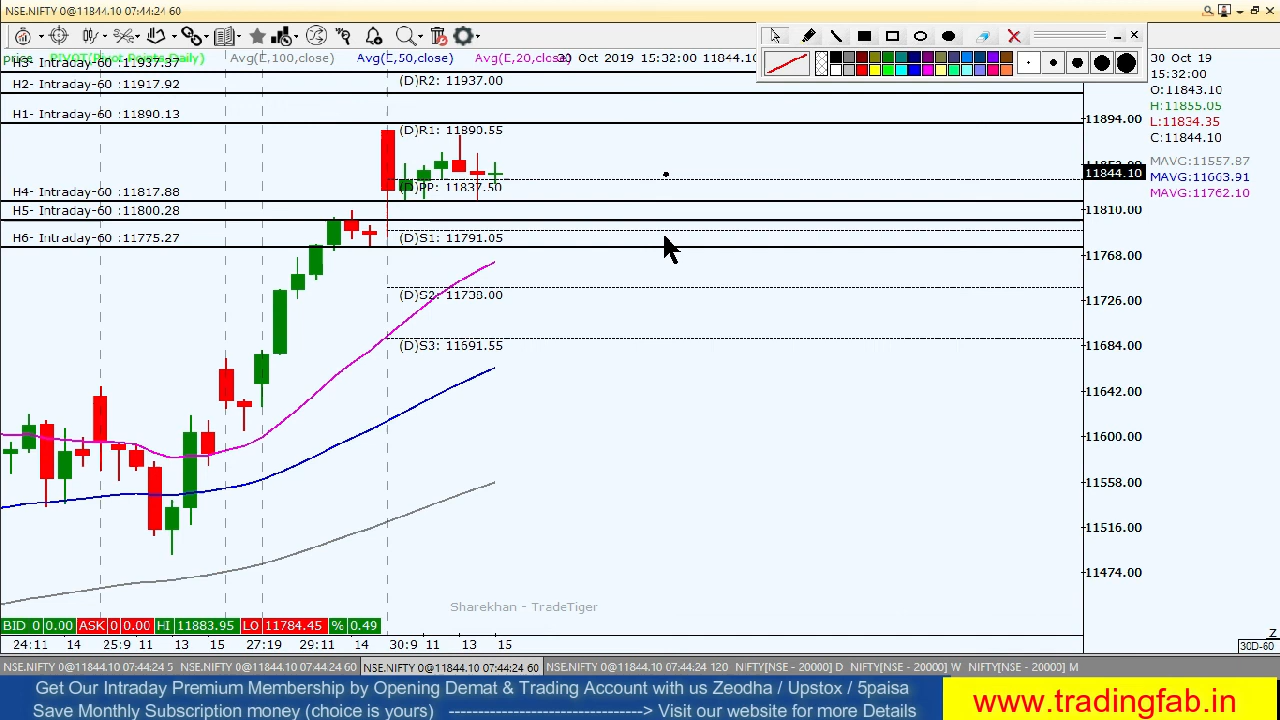 NSE.NIFTY 0@11844.10 07:44:24 60
price PIVOT(Pivot Points,Daily) Avg(E,100,close) Avg(E,50,close) Avg(E,20,close) 30 Oct 2019 15:32:00 11844.10
30 Oct 19
15:32:00
O:11843.10
H:11855.05
L:11834.35
C:11844.10
MAVG:11557.87
MAVG:11663.91
MAVG:11762.10
H3- Intraday-60 :11937.37
H2- Intraday-60 :11917.92
H1- Intraday-60 :11890.13
H4- Intraday-60 :11817.88
H5- Intraday-60 :11800.28
H6- Intraday-60 :11775.27
(D)R2: 11937.00
(D)R1: 11890.55
(D)PP: 11837.50
(D)S1: 11791.05
(D)S2: 11738.00
(D)S3: 11691.55
11894.00
11844.10
11810.00
11768.00
11726.00
11684.00
11642.00
11600.00
11558.00
11516.00
11474.00
Sharekhan - TradeTiger
BID 0 0.00 ASK 0 0.00 HI 11883.95 LO 11784.45 % 0.49
24:11 14 25:9 11 13 15 27:19 29:11 14 30:9 11 13 15
Z
30D-60
NSE.NIFTY 0@11844.10 07:44:24 5 NSE.NIFTY 0@11844.10 07:44:24 60 NSE.NIFTY 0@11844.10 07:44:24 60 NSE.NIFTY 0@11844.10 07:44:24 120 NIFTY[NSE - 20000] D NIFTY[NSE - 20000] W NIFTY[NSE - 20000] M
Get Our Intraday Premium Membership by Opening Demat & Trading Account with us Zeodha / Upstox / 5paisa
Save Monthly Subscription money (choice is yours) --------------------------------> Visit our website for more Details
www.tradingfab.in